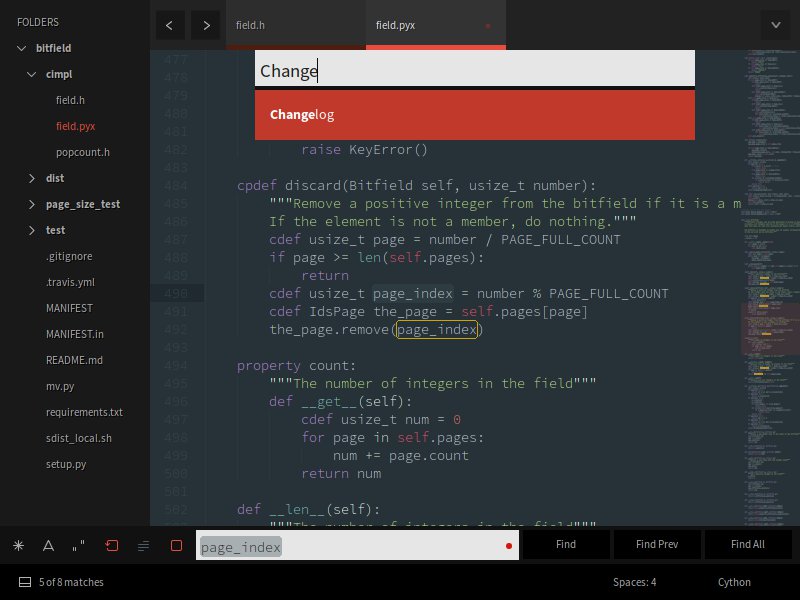 FOLDERS
bitfield
cimpl
field.h
field.pyx
popcount.h
dist
page_size_test
test
.gitignore
.travis.yml
MANIFEST
MANIFEST.in
README.md
mv.py
requirements.txt
sdist_local.sh
setup.py
field.h
field.pyx
Change
Changelog
477
478
479
480
481
482 raise KeyError()
483
484 cpdef discard(Bitfield self, usize_t number):
485 """Remove a positive integer from the bitfield if it is a m
486 If the element is not a member, do nothing."""
487 cdef usize_t page = number / PAGE_FULL_COUNT
488 if page >= len(self.pages):
489 return
490 cdef usize_t page_index = number % PAGE_FULL_COUNT
491 cdef IdsPage the_page = self.pages[page]
492 the_page.remove(page_index)
493
494 property count:
495 """The number of integers in the field"""
496 def __get__(self):
497 cdef usize_t num = 0
498 for page in self.pages:
499 num += page.count
500 return num
501
502 def __len__(self):
"""The number of integers in the field"""
page_index
Find
Find Prev
Find All
5 of 8 matches
Spaces: 4
Cython